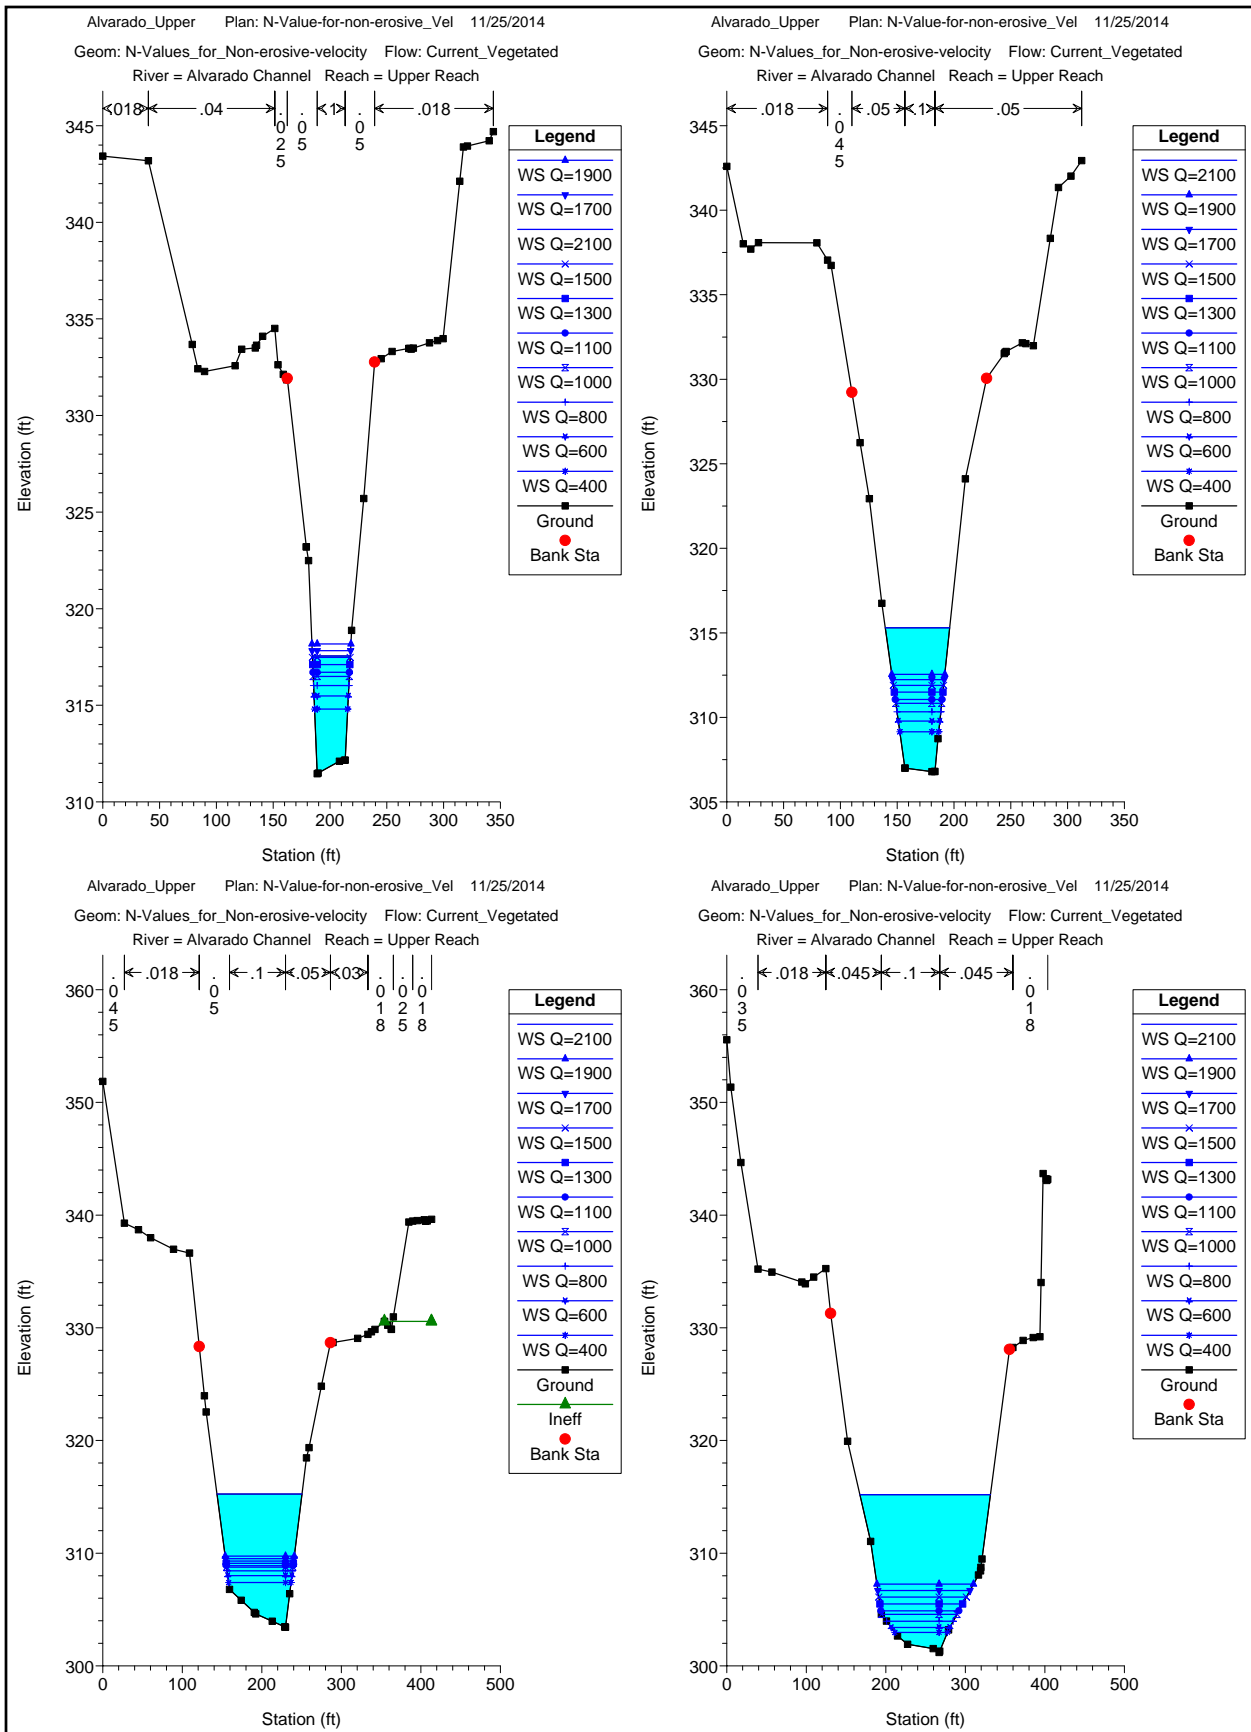 Alvarado_Upper Plan: N-Value-for-non-erosive_Vel 11/25/2014
Geom: N-Values_for_Non-erosive-velocity Flow: Current_Vegetated
River = Alvarado Channel Reach = Upper Reach
.018 .04 .025 .05 .1 .05 .018
345
340
335
330
325
320
315
310
0 50 100 150 200 250 300 350
Elevation (ft)
Station (ft)
Legend
WS Q=1900
WS Q=1700
WS Q=2100
WS Q=1500
WS Q=1300
WS Q=1100
WS Q=1000
WS Q=800
WS Q=600
WS Q=400
Ground
Bank Sta
Alvarado_Upper Plan: N-Value-for-non-erosive_Vel 11/25/2014
Geom: N-Values_for_Non-erosive-velocity Flow: Current_Vegetated
River = Alvarado Channel Reach = Upper Reach
.018 .045 .05 .1 .05
345
340
335
330
325
320
315
310
305
0 50 100 150 200 250 300 350
Elevation (ft)
Station (ft)
Legend
WS Q=2100
WS Q=1900
WS Q=1700
WS Q=1500
WS Q=1300
WS Q=1100
WS Q=1000
WS Q=800
WS Q=600
WS Q=400
Ground
Bank Sta
Alvarado_Upper Plan: N-Value-for-non-erosive_Vel 11/25/2014
Geom: N-Values_for_Non-erosive-velocity Flow: Current_Vegetated
River = Alvarado Channel Reach = Upper Reach
.045 .018 .05 .1 .05 .03 .018 .025 .018
360
350
340
330
320
310
300
0 100 200 300 400 500
Elevation (ft)
Station (ft)
Legend
WS Q=2100
WS Q=1900
WS Q=1700
WS Q=1500
WS Q=1300
WS Q=1100
WS Q=1000
WS Q=800
WS Q=600
WS Q=400
Ground
Ineff
Bank Sta
Alvarado_Upper Plan: N-Value-for-non-erosive_Vel 11/25/2014
Geom: N-Values_for_Non-erosive-velocity Flow: Current_Vegetated
River = Alvarado Channel Reach = Upper Reach
.035 .018 .045 .1 .045 .018
360
350
340
330
320
310
300
0 100 200 300 400 500
Elevation (ft)
Station (ft)
Legend
WS Q=2100
WS Q=1900
WS Q=1700
WS Q=1500
WS Q=1300
WS Q=1100
WS Q=1000
WS Q=800
WS Q=600
WS Q=400
Ground
Bank Sta